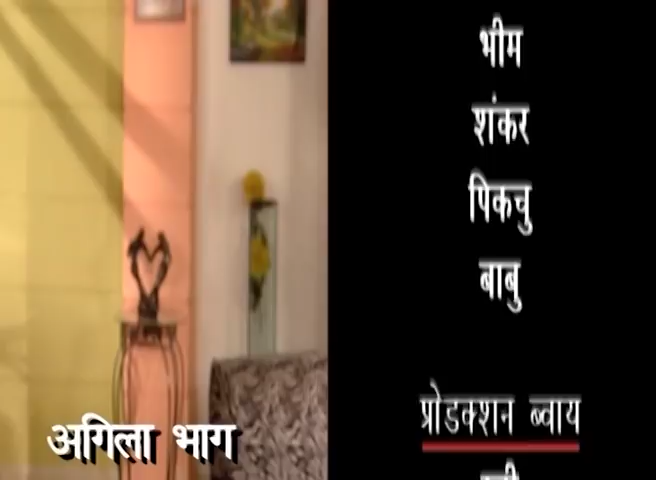 भीम
शंकर
पिकचु
बाबु
प्रोडक्शन ब्वाय
अगिला भाग